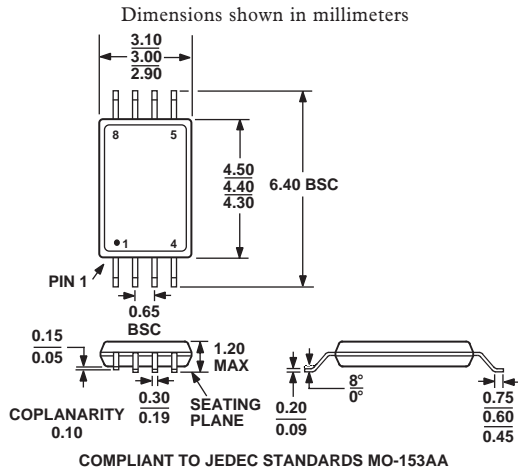 Dimensions shown in millimeters
3.10
3.00
2.90
8 5
4.50
4.40
4.30
6.40 BSC
1 4
PIN 1
0.65
BSC
0.15
0.05
1.20
MAX
COPLANARITY
0.10
0.30
0.19
SEATING
PLANE
0.20
0.09
8°
0°
0.75
0.60
0.45
COMPLIANT TO JEDEC STANDARDS MO-153AA